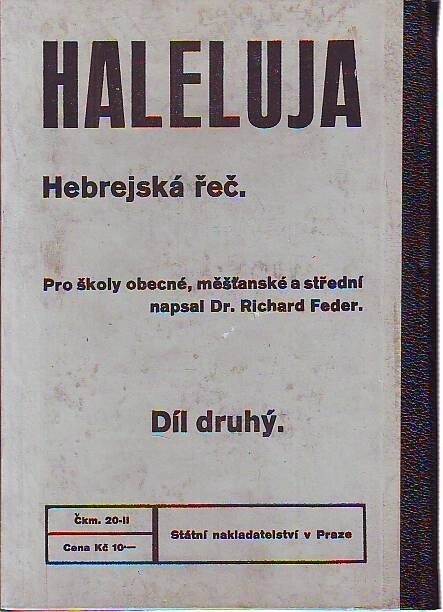 HALELUJA
Hebrejská řeč.
Pro školy obecné, měšťanské a střední
napsal Dr. Richard Feder.
Díl druhý.
Čkm. 20-II
Cena Kč 10·—
Státní nakladatelství v Praze